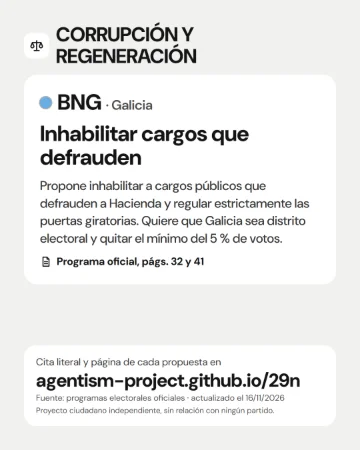 CORRUPCIÓN Y
REGENERACIÓN
BNG · Galicia
Inhabilitar cargos que
defrauden
Propone inhabilitar a cargos públicos que
defrauden a Hacienda y regular estrictamente las
puertas giratorias. Quiere que Galicia sea distrito
electoral y quitar el mínimo del 5 % de votos.
Programa oficial, págs. 32 y 41
Cita literal y página de cada propuesta en
agentism-project.github.io/29n
Fuente: programas electorales oficiales · actualizado el 16/11/2026
Proyecto ciudadano independiente, sin relación con ningún partido.